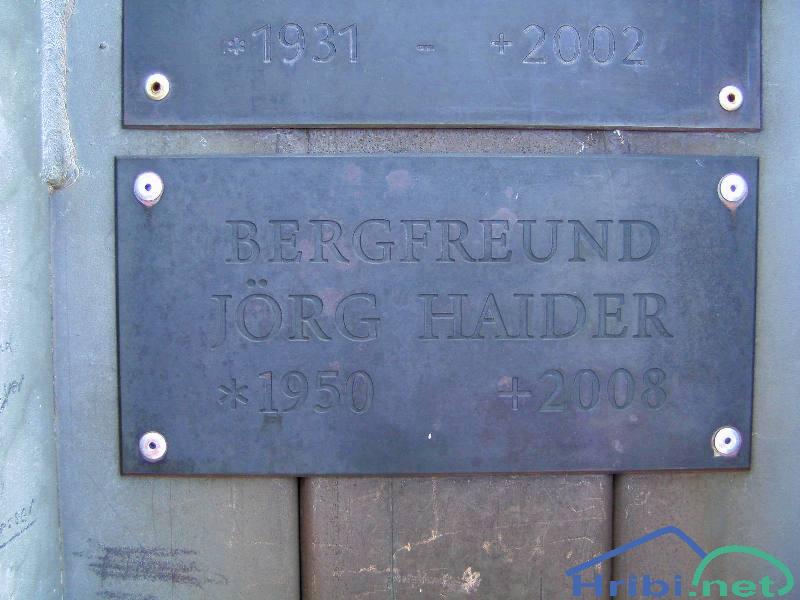 *1931 - +2002
BERGFREUND
JÖRG HAIDER
*1950 +2008
Hribi.net